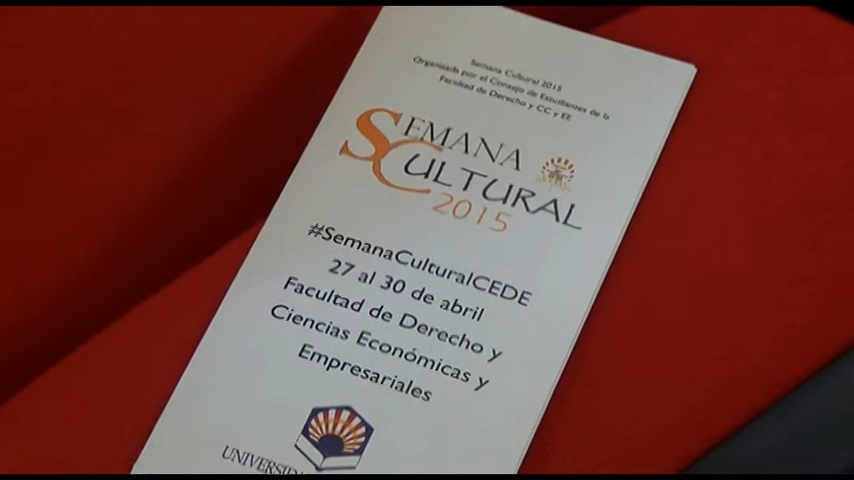 Semana Cultural 2015
Organizada por el Consejo de Estudiantes de la
Facultad de Derecho y CC y EE
SEMANA
CULTURAL
2015
#SemanaCulturalCEDE
27 al 30 de abril
Facultad de Derecho y
Ciencias Económicas y
Empresariales